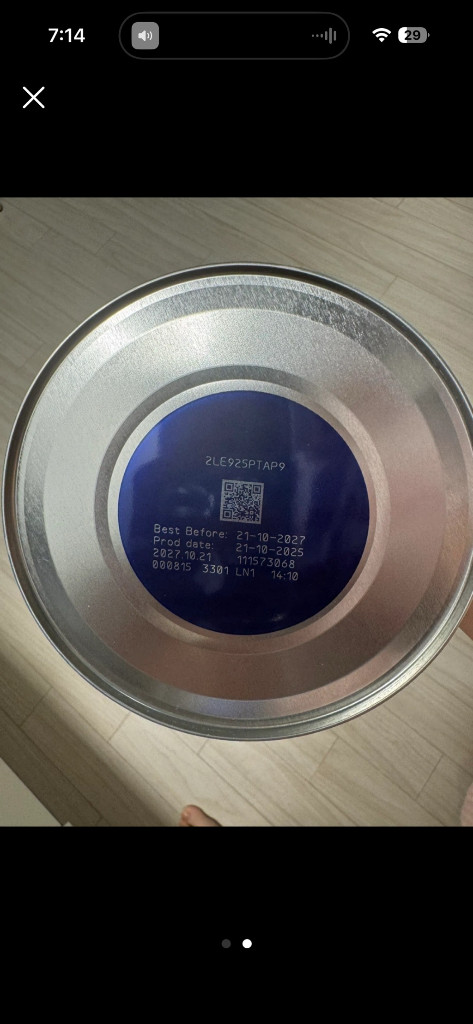 7:14
29
2LE925PTAP9
Best Before: 21-10-2027
Prod date: 21-10-2025
2027.10.21 111573068
000815 3301 LN1 14:10